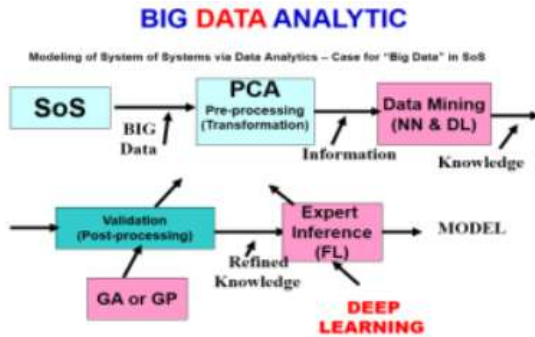 BIG DATA ANALYTIC
Modeling of System of Systems via Data Analytics – Case for "Big Data" in SoS
SoS
BIG
Data
PCA
Pre-processing
(Transformation)
Information
Data Mining
(NN & DL)
Knowledge
Validation
(Post-processing)
Refined
Knowledge
Expert
Inference
(FL)
MODEL
GA or GP
DEEP
LEARNING